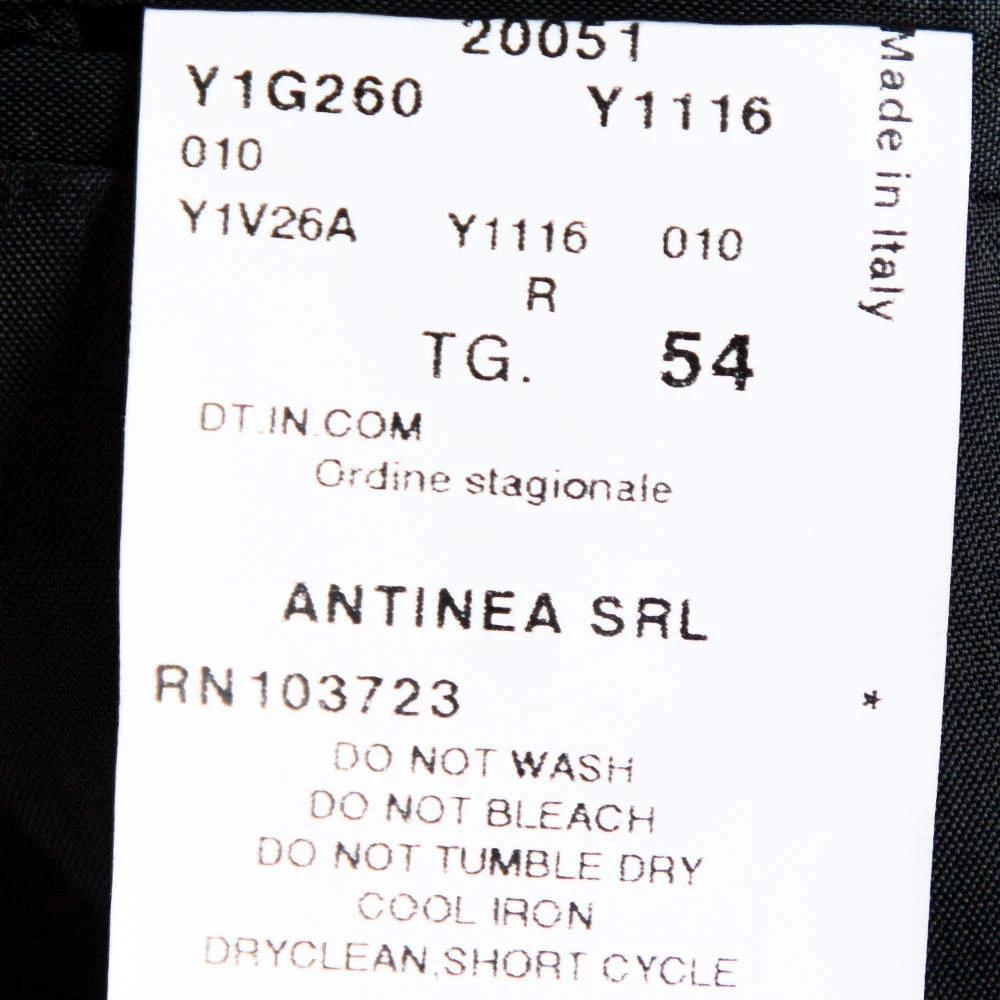 20051
Y1G260 Y1116
010
Y1V26A Y1116 010
R
TG. 54
DT.IN.COM
Ordine stagionale
ANTINEA SRL
RN103723 *
DO NOT WASH
DO NOT BLEACH
DO NOT TUMBLE DRY
COOL IRON
DRYCLEAN,SHORT CYCLE
Made in Italy